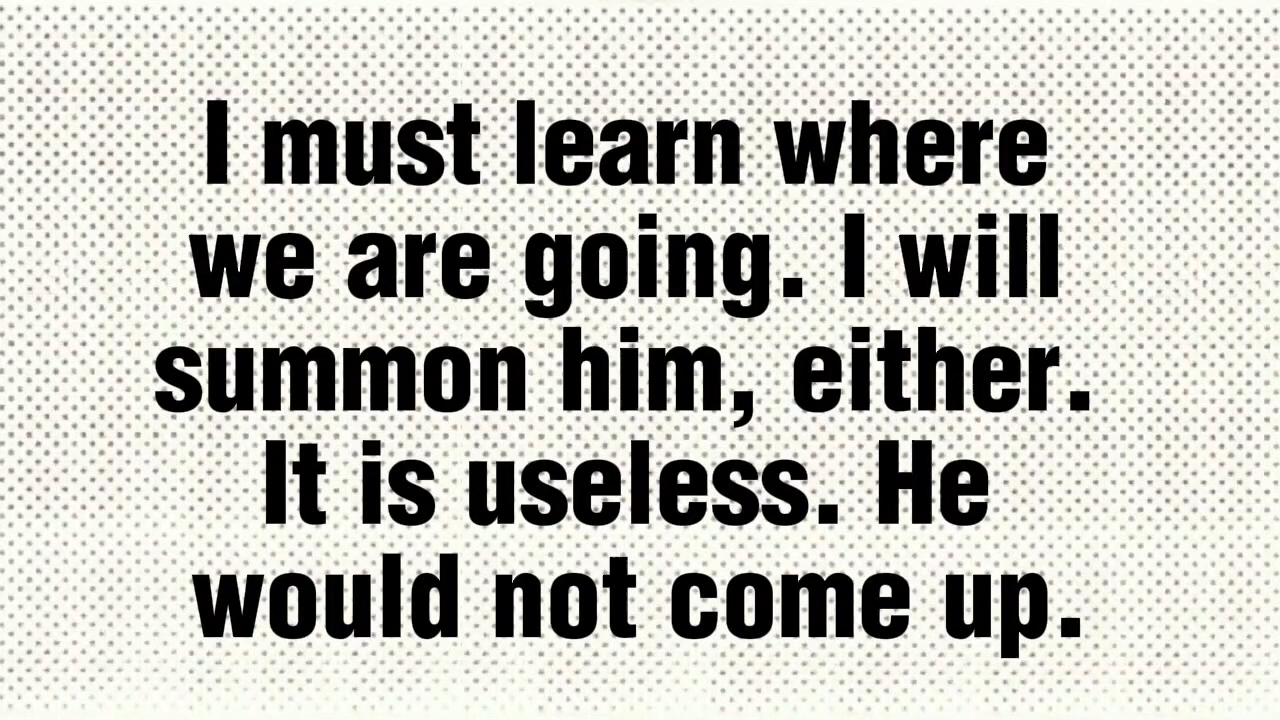 I must learn where
we are going. I will
summon him, either.
It is useless. He
would not come up.